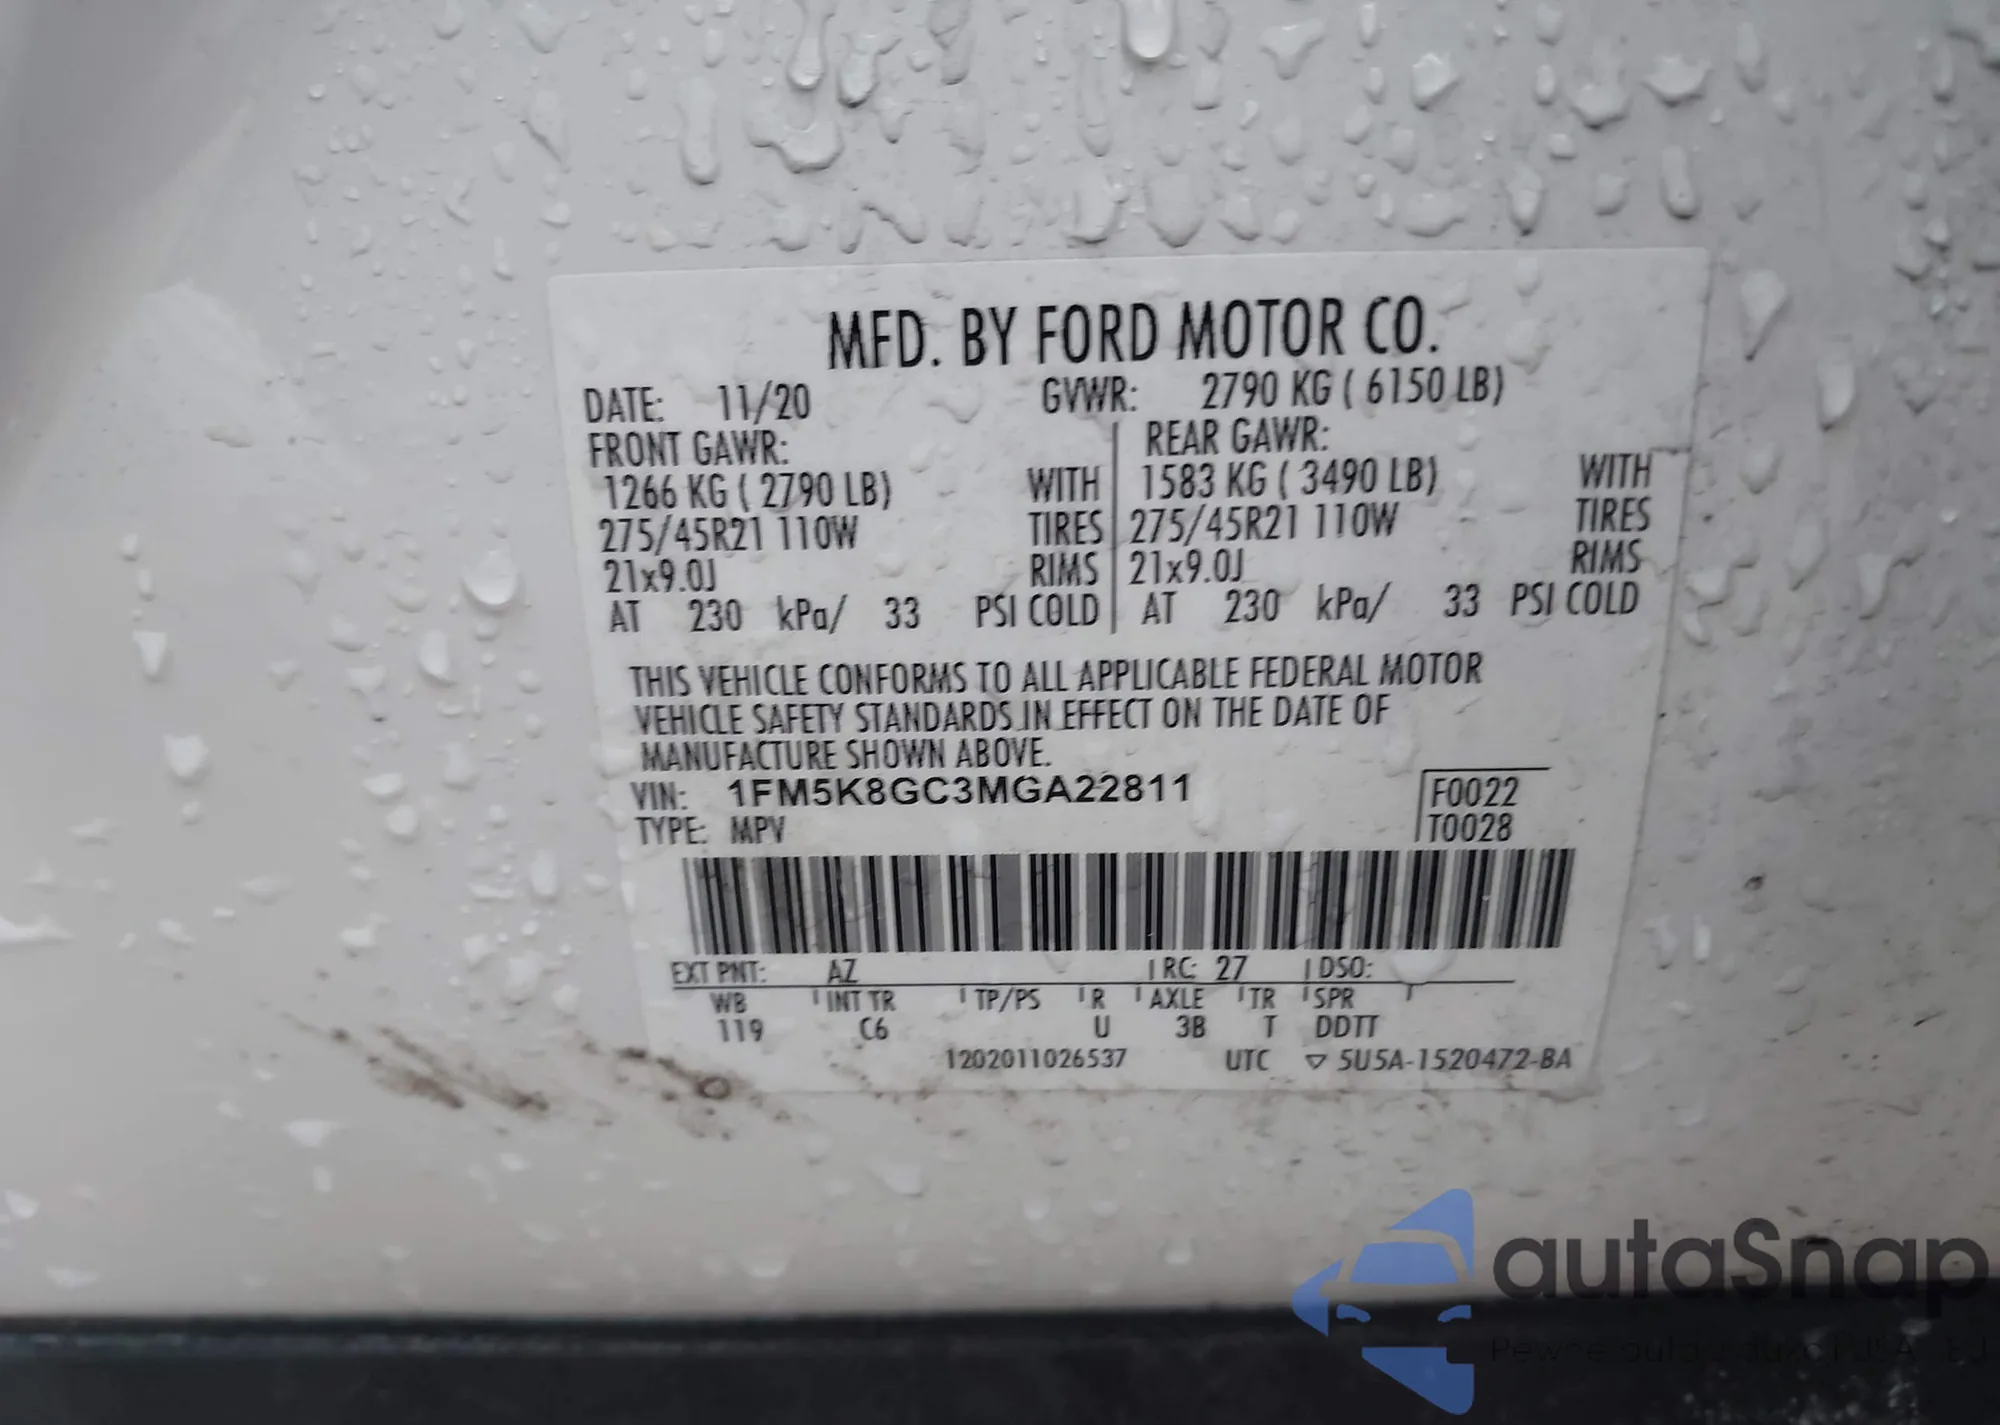 MFD. BY FORD MOTOR CO.
DATE: 11/20 GVWR: 2790 KG ( 6150 LB)
FRONT GAWR: REAR GAWR:
1266 KG ( 2790 LB) WITH 1583 KG ( 3490 LB) WITH
275/45R21 110W TIRES 275/45R21 110W TIRES
21x9.0J RIMS 21x9.0J RIMS
AT 230 kPa/ 33 PSI COLD AT 230 kPa/ 33 PSI COLD
THIS VEHICLE CONFORMS TO ALL APPLICABLE FEDERAL MOTOR
VEHICLE SAFETY STANDARDS IN EFFECT ON THE DATE OF
MANUFACTURE SHOWN ABOVE.
VIN: 1FM5K8GC3MGA22811 F0022
TYPE: MPV T0028
EXT PNT: AZ RC: 27 DSO:
WB INT TR TP/PS R AXLE TR SPR
119 C6 U 3B T DDTT
1202011026537 UTC ▽ 5U5A-1520472-BA
autaSnap
Pewne auta